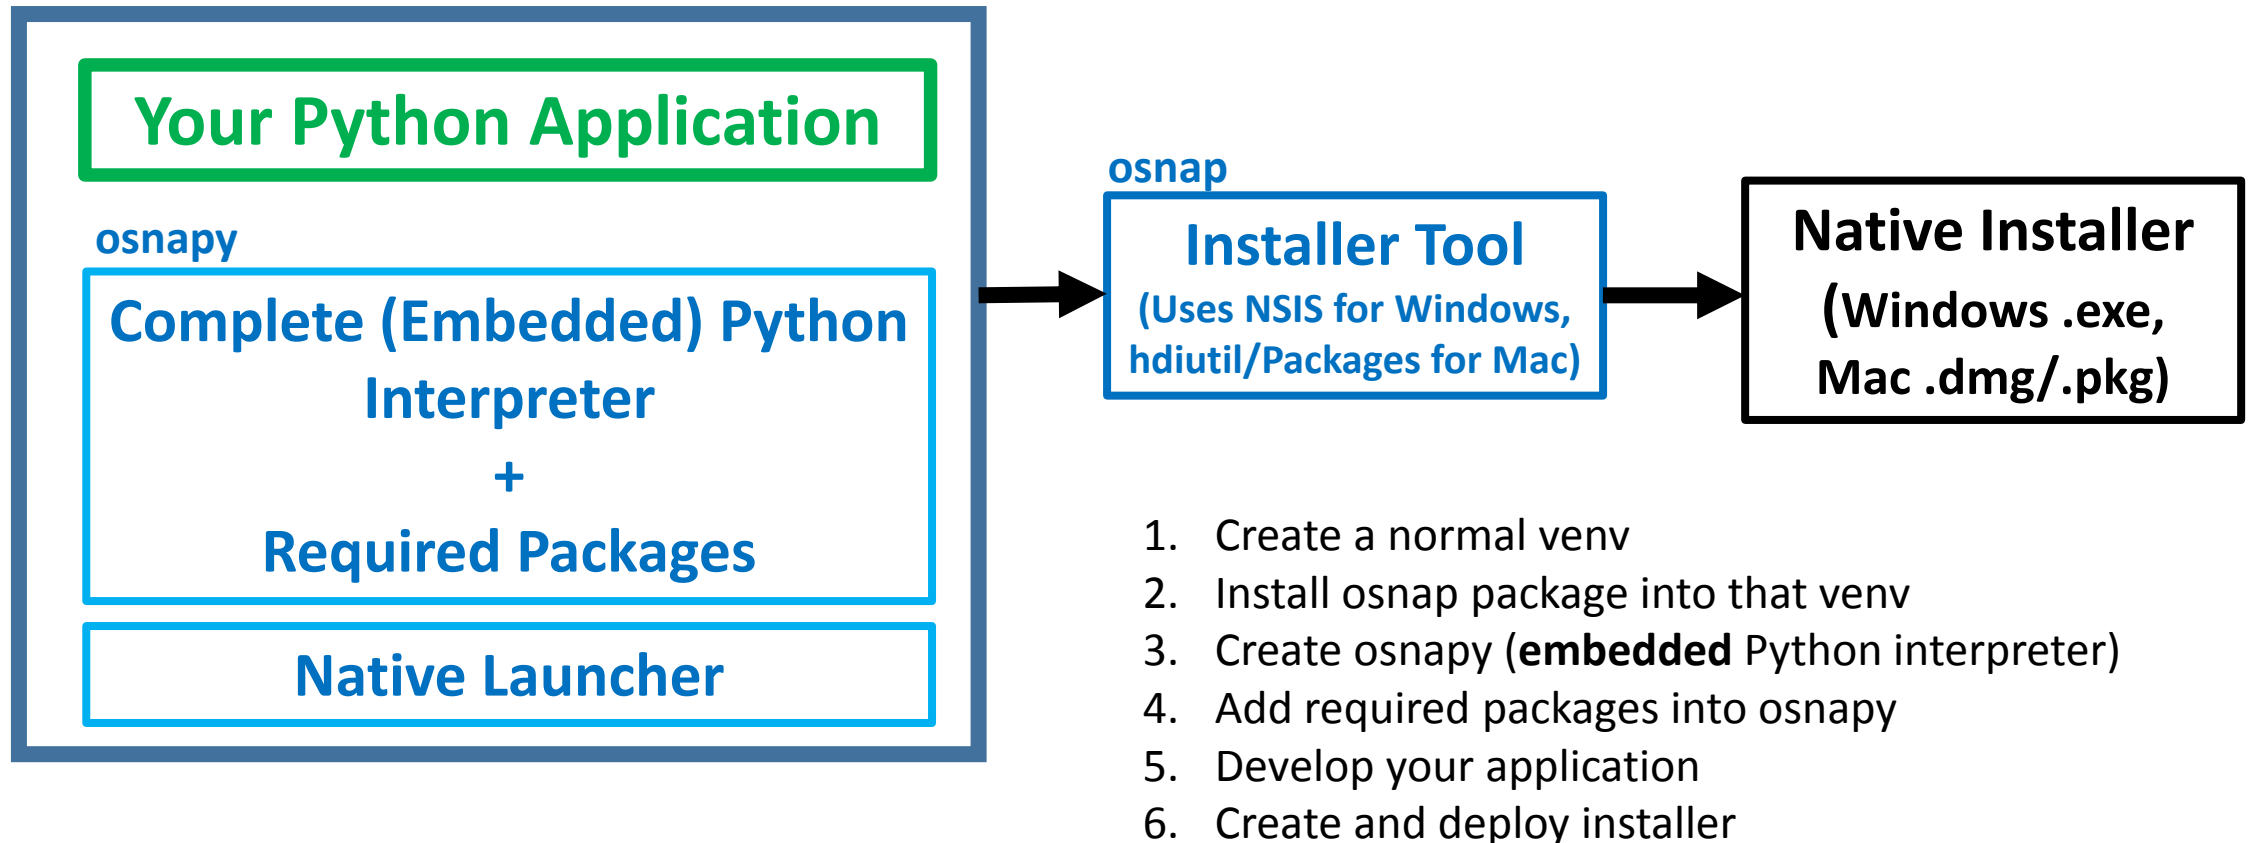 Your Python Application
osnapy
Complete (Embedded) Python
Interpreter
+
Required Packages
Native Launcher
osnap
Installer Tool
(Uses NSIS for Windows,
hdiutil/Packages for Mac)
Native Installer
(Windows .exe,
Mac .dmg/.pkg)
1. Create a normal venv
2. Install osnap package into that venv
3. Create osnapy (embedded Python interpreter)
4. Add required packages into osnapy
5. Develop your application
6. Create and deploy installer